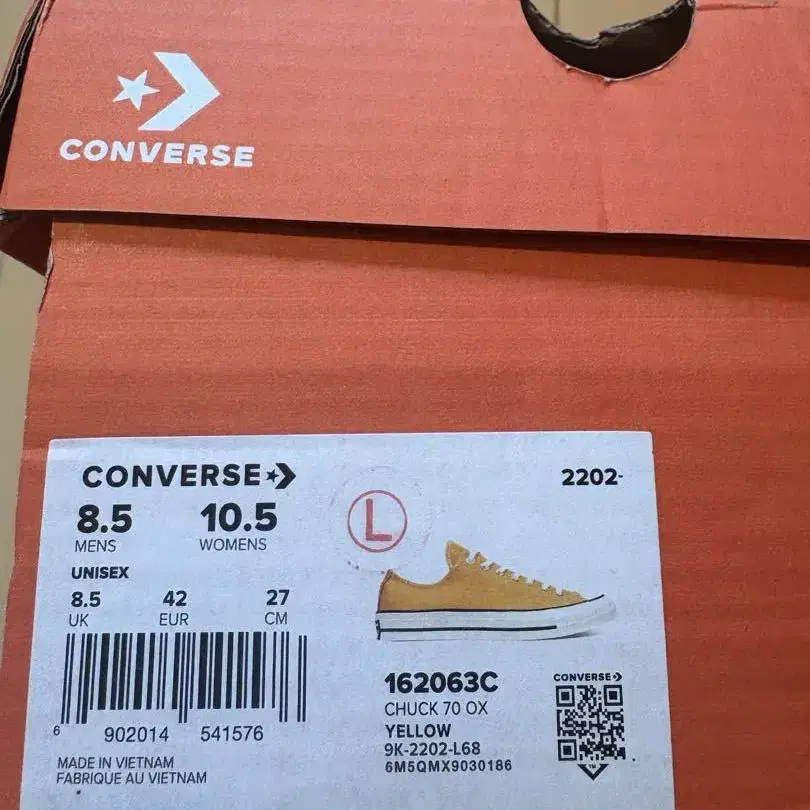 CONVERSE
CONVERSE
2202-
8.5 10.5
MENS WOMENS
L
UNISEX
8.5 42 27
UK EUR CM
6 902014 541576
MADE IN VIETNAM
FABRIQUE AU VIETNAM
162063C
CHUCK 70 OX
YELLOW
9K-2202-L68
6M5QMX9030186
CONVERSE